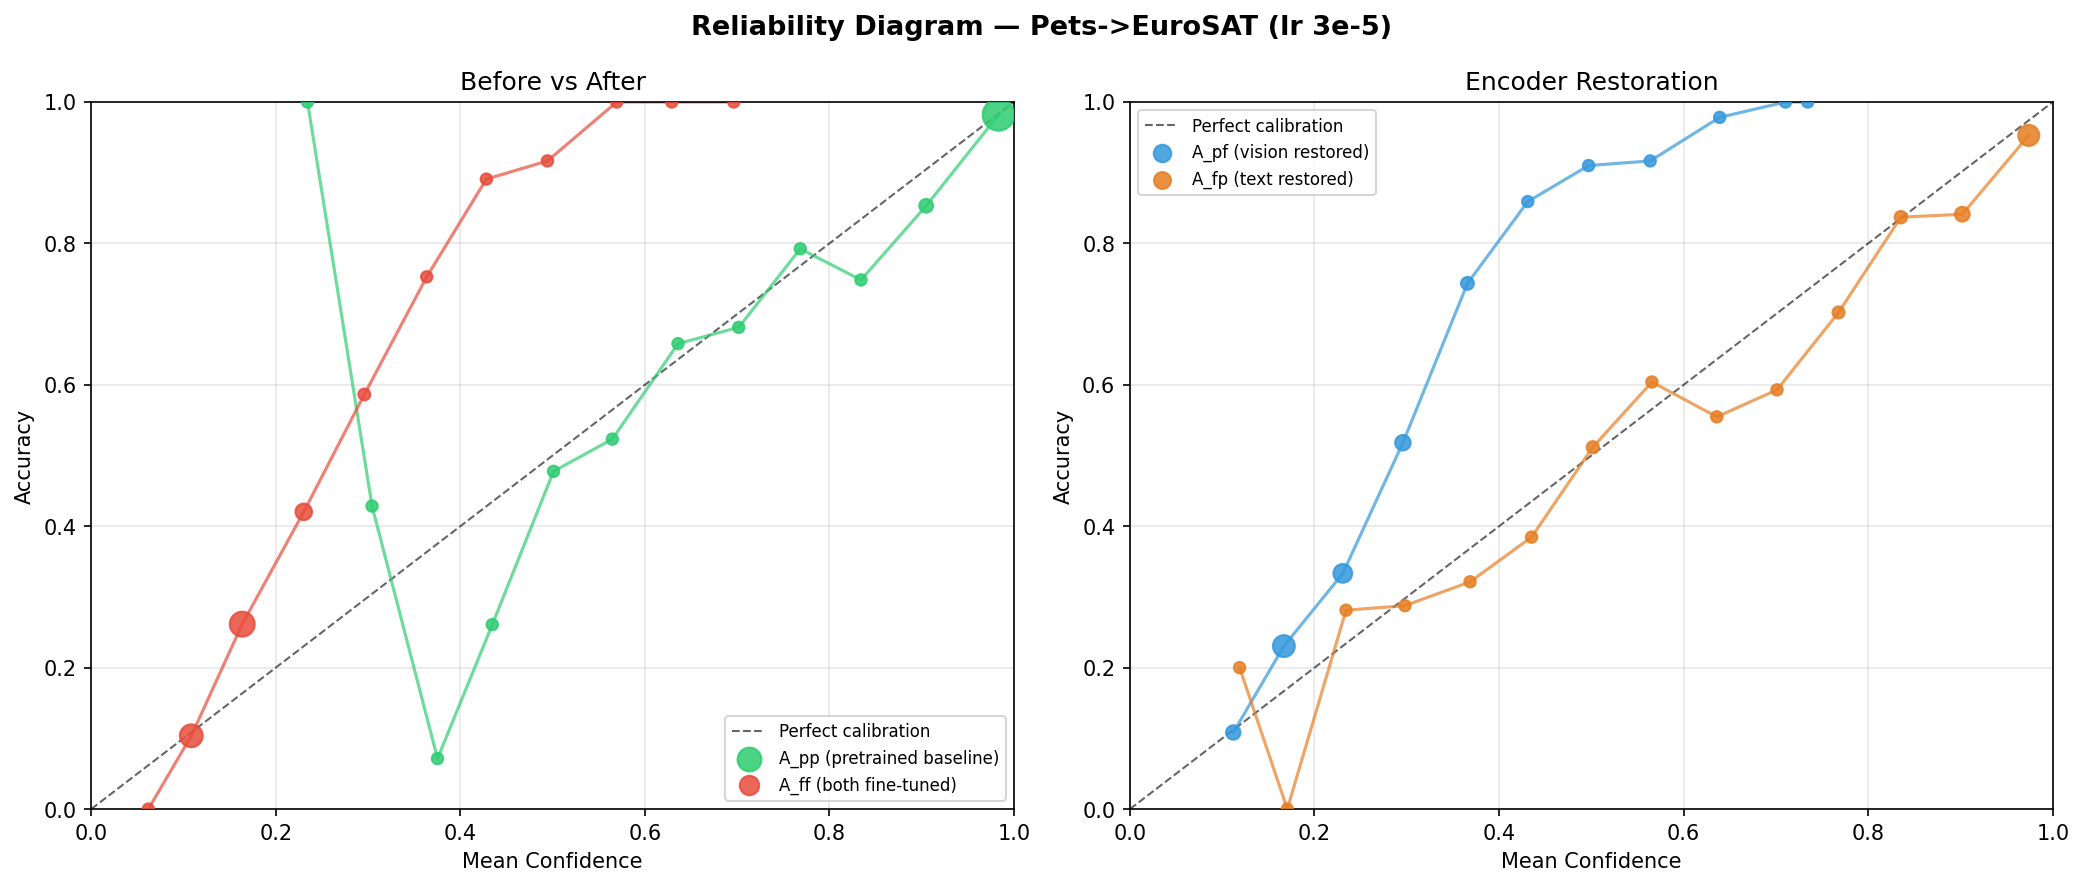 Reliability Diagram — Pets->EuroSAT (lr 3e-5)
Before vs After
1.0
0.8
0.6
0.4
0.2
0.0
Accuracy
0.0 0.2 0.4 0.6 0.8 1.0
Mean Confidence
Perfect calibration
A_pp (pretrained baseline)
A_ff (both fine-tuned)
Encoder Restoration
Perfect calibration
A_pf (vision restored)
A_fp (text restored)
1.0
0.8
0.6
0.4
0.2
0.0
Accuracy
0.0 0.2 0.4 0.6 0.8 1.0
Mean Confidence